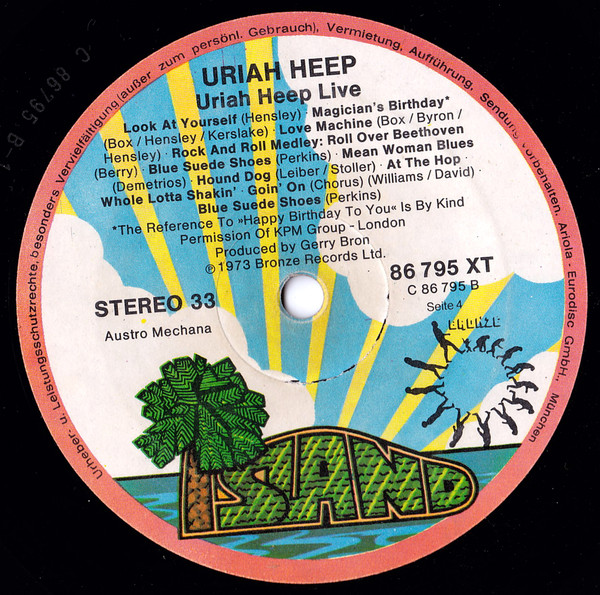 Urheber- u. Leistungsschutzrechte, besonders Vervielfältigung (außer zum persönl. Gebrauch), Vermietung, Aufführung, Sendung vorbehalten. Ariola - Eurodisc GmbH., München
URIAH HEEP
Uriah Heep Live
Look At Yourself (Hensley) · Magician's Birthday*
(Box / Hensley / Kerslake) · Love Machine (Box / Byron /
Hensley) · Rock And Roll Medley: Roll Over Beethoven
(Berry) · Blue Suede Shoes (Perkins) · Mean Woman Blues
(Demetrios) · Hound Dog (Leiber / Stoller) · At The Hop ·
Whole Lotta Shakin' · Goin' On (Chorus) (Williams / David) ·
Blue Suede Shoes (Perkins)
*The Reference To »Happy Birthday To You« Is By Kind
Permission Of KPM Group - London
Produced by Gerry Bron
℗ 1973 Bronze Records Ltd.
86 795 XT
C 86 795 B
Seite 4
STEREO 33
Austro Mechana
BRONZE
ISLAND
C 86795 B-1